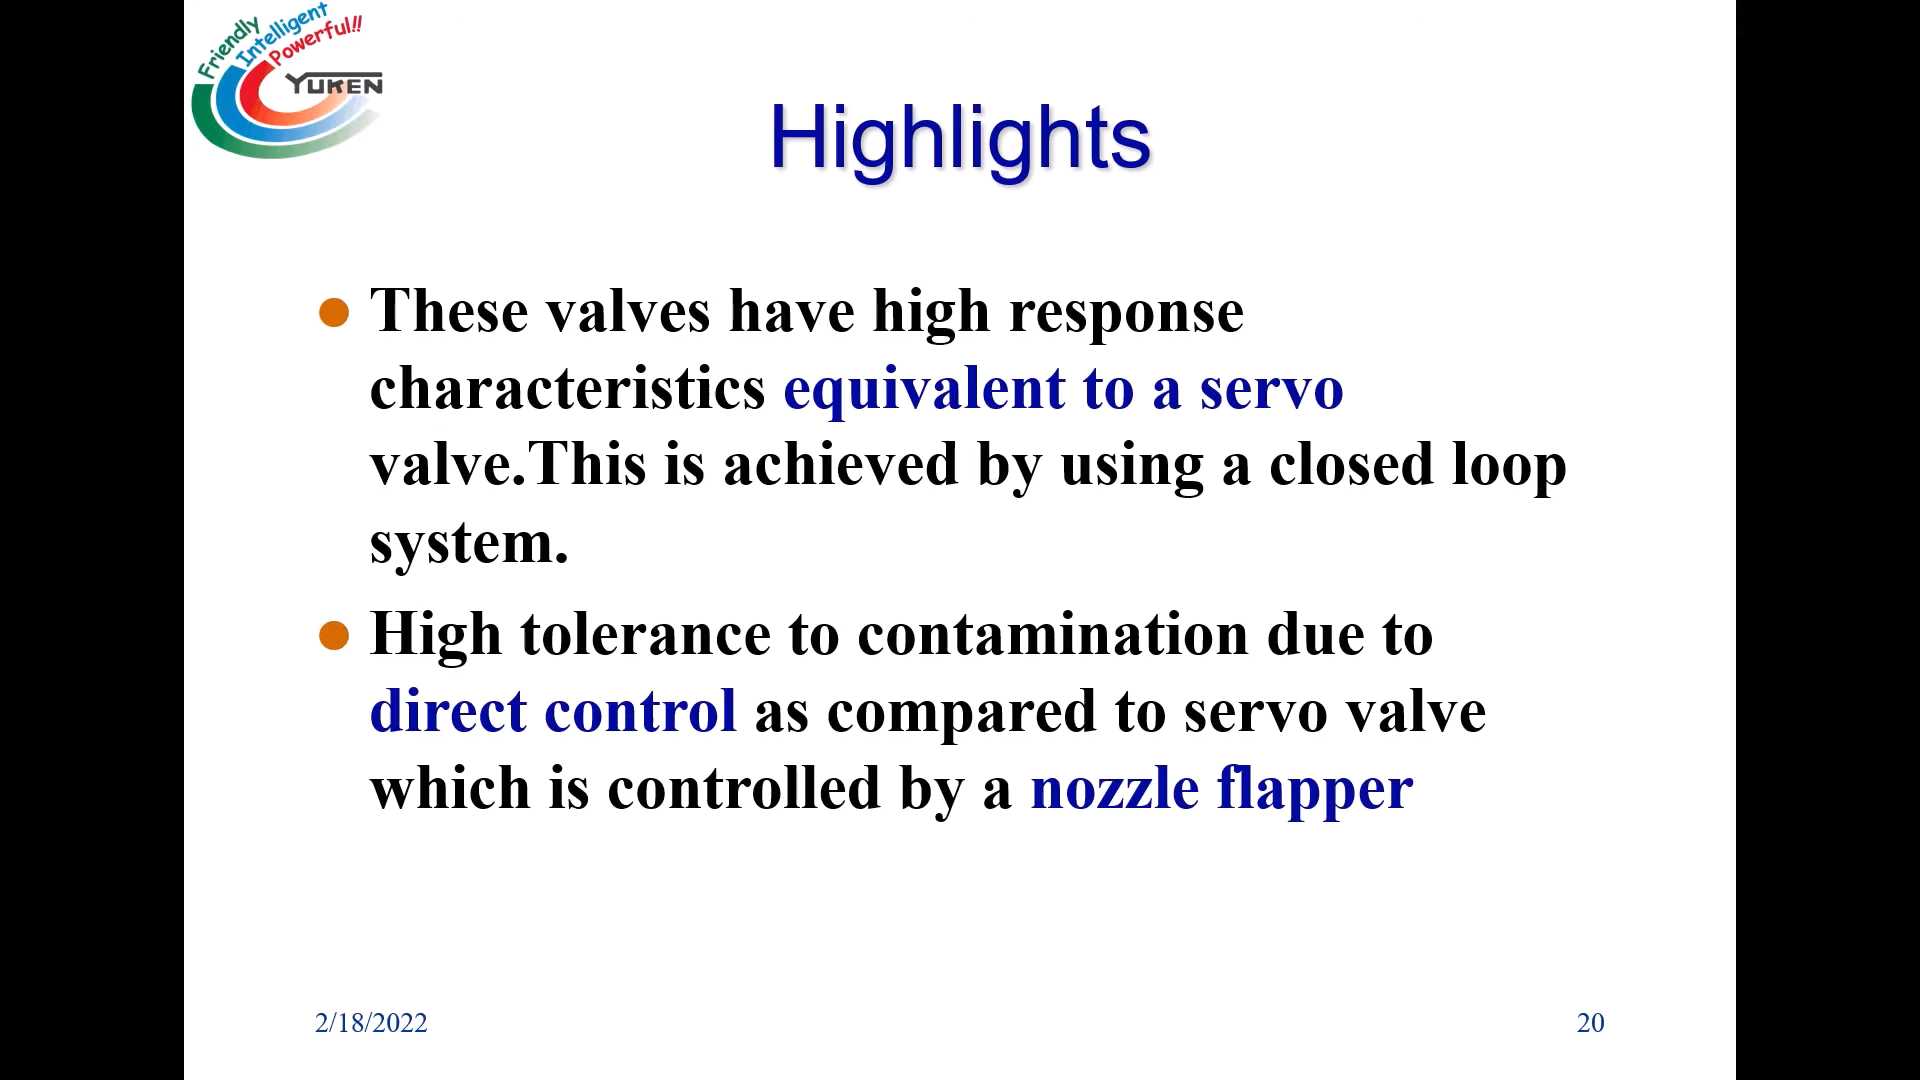 Friendly
Intelligent
Powerful!!
YUKEN
Highlights
These valves have high response
characteristics equivalent to a servo
valve.This is achieved by using a closed loop
system.
High tolerance to contamination due to
direct control as compared to servo valve
which is controlled by a nozzle flapper
2/18/2022
20